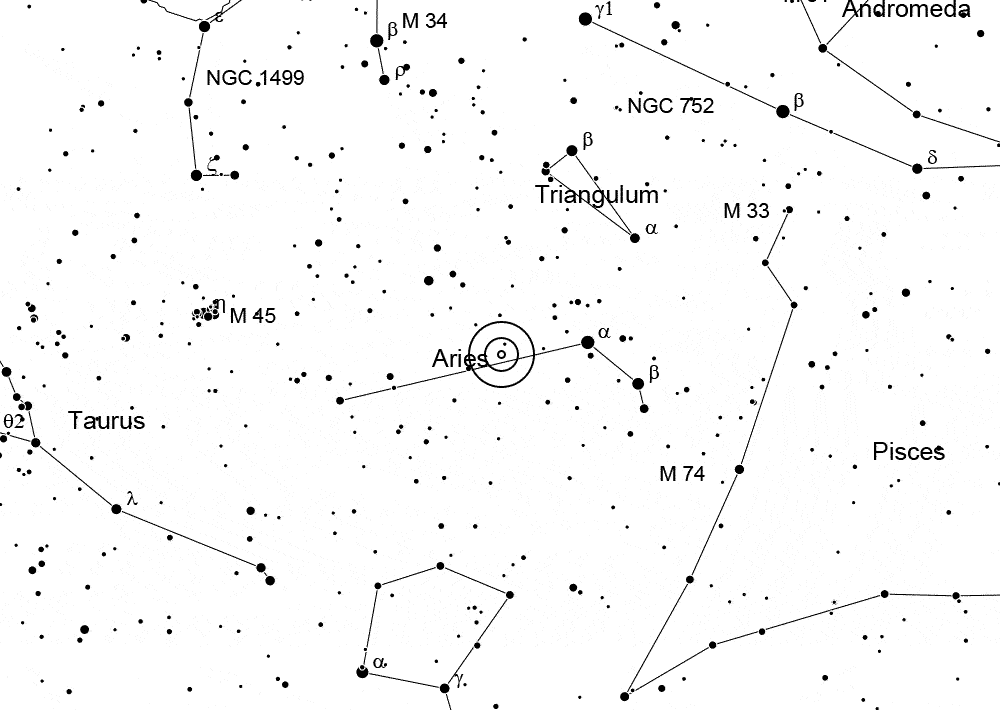 ε
β M 34
γ1
Andromeda
ρ
NGC 1499
NGC 752
β
β
δ
ζ
Triangulum
M 33
α
η
M 45
α
Aries
β
θ2
Taurus
Pisces
M 74
λ
α
γ